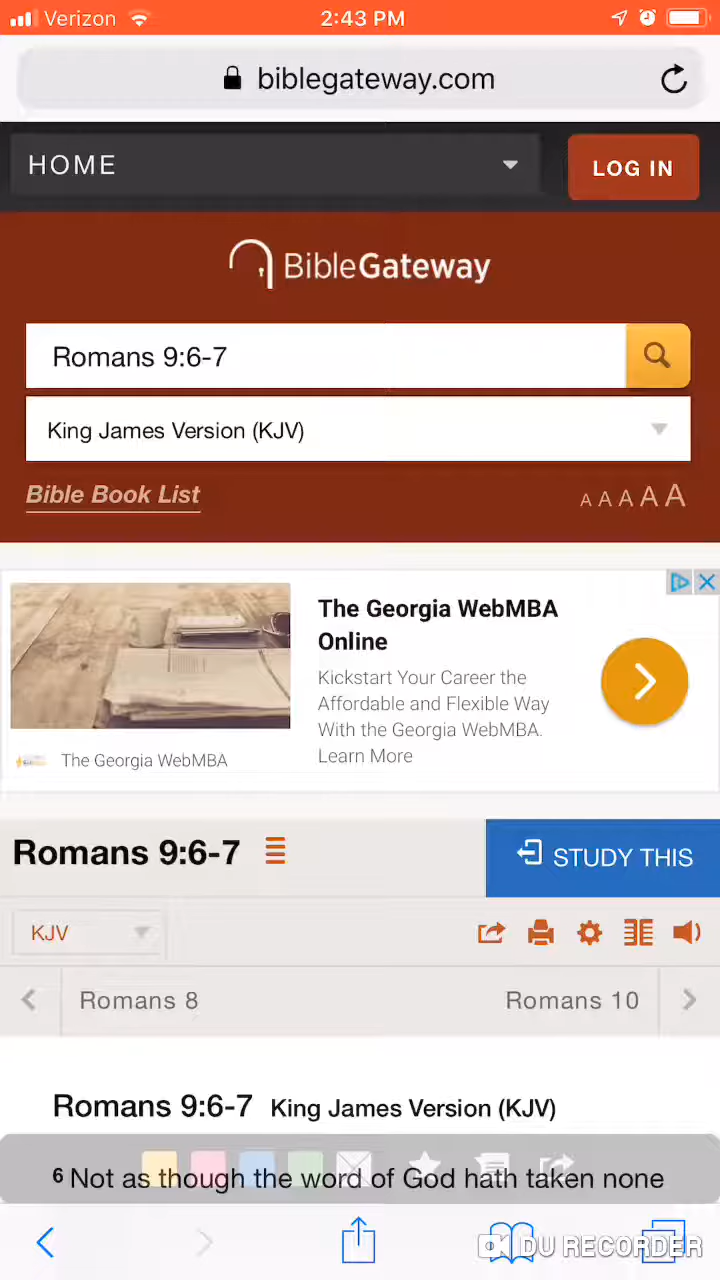 Verizon 2:43 PM
biblegateway.com
HOME LOG IN
BibleGateway
Romans 9:6-7
King James Version (KJV)
Bible Book List A A A A A
The Georgia WebMBA
Online
Kickstart Your Career the
Affordable and Flexible Way
With the Georgia WebMBA.
Learn More
The Georgia WebMBA
Romans 9:6-7 STUDY THIS
KJV
Romans 8 Romans 10
Romans 9:6-7 King James Version (KJV)
6 Not as though the word of God hath taken none
DU RECORDER